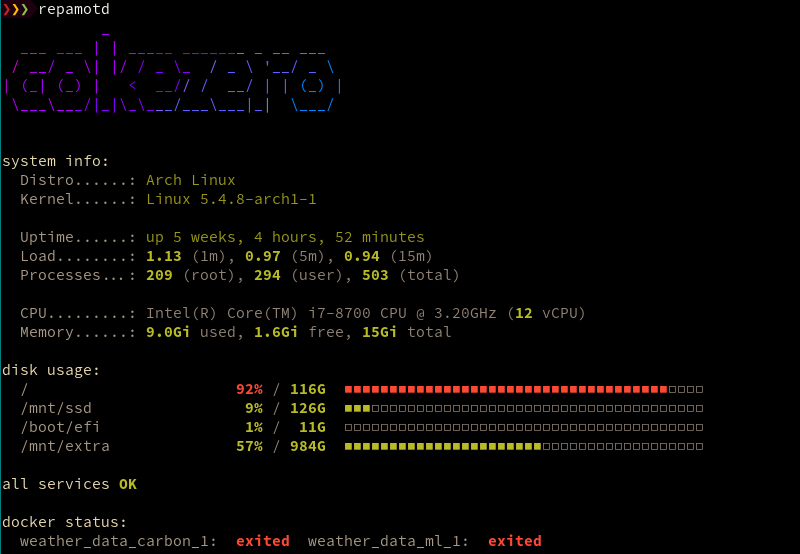 ❯❯❯ repamotd
cokezero
system info:
Distro......: Arch Linux
Kernel......: Linux 5.4.8-arch1-1
Uptime......: up 5 weeks, 4 hours, 52 minutes
Load........: 1.13 (1m), 0.97 (5m), 0.94 (15m)
Processes...: 209 (root), 294 (user), 503 (total)
CPU.........: Intel(R) Core(TM) i7-8700 CPU @ 3.20GHz (12 vCPU)
Memory......: 9.0Gi used, 1.6Gi free, 15Gi total
disk usage:
/ 92% / 116G
/mnt/ssd 9% / 126G
/boot/efi 1% / 11G
/mnt/extra 57% / 984G
all services OK
docker status:
weather_data_carbon_1: exited weather_data_ml_1: exited